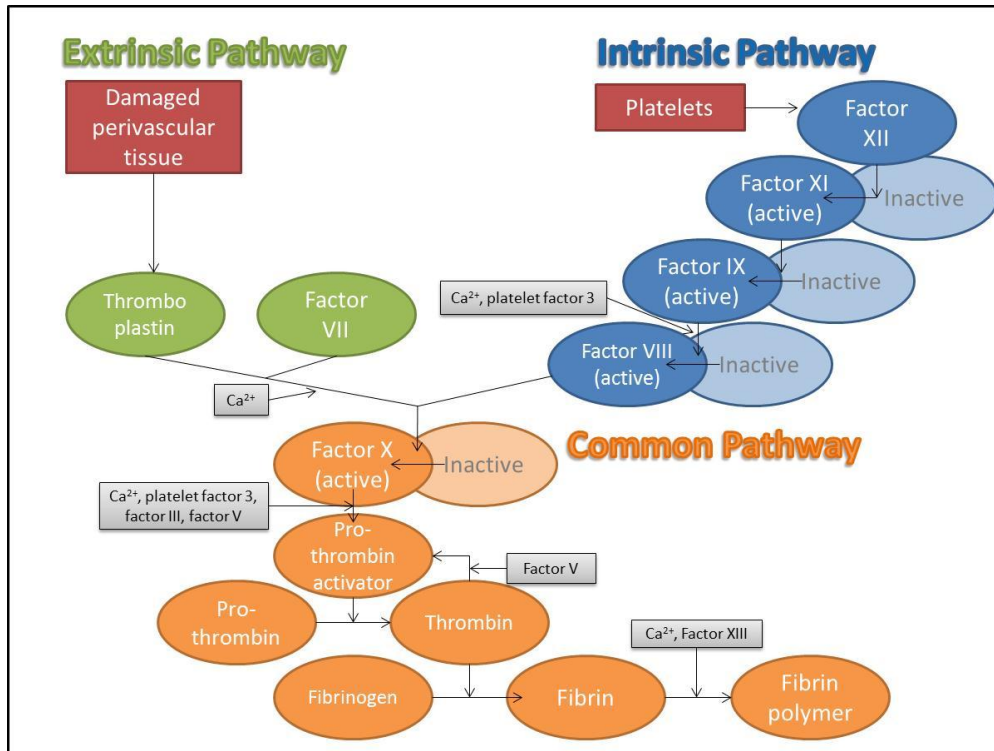 Extrinsic Pathway
Intrinsic Pathway
Damaged
perivascular
tissue
Platelets
Factor
XII
Factor XI
(active)
Inactive
Factor IX
(active)
Inactive
Thrombo
plastin
Factor
VII
Ca²⁺, platelet factor 3
Factor VIII
(active)
Inactive
Ca²⁺
Common Pathway
Factor X
(active)
Inactive
Ca²⁺, platelet factor 3,
factor III, factor V
Pro-
thrombin
activator
Factor V
Pro-
thrombin
Thrombin
Ca²⁺, Factor XIII
Fibrinogen
Fibrin
Fibrin
polymer